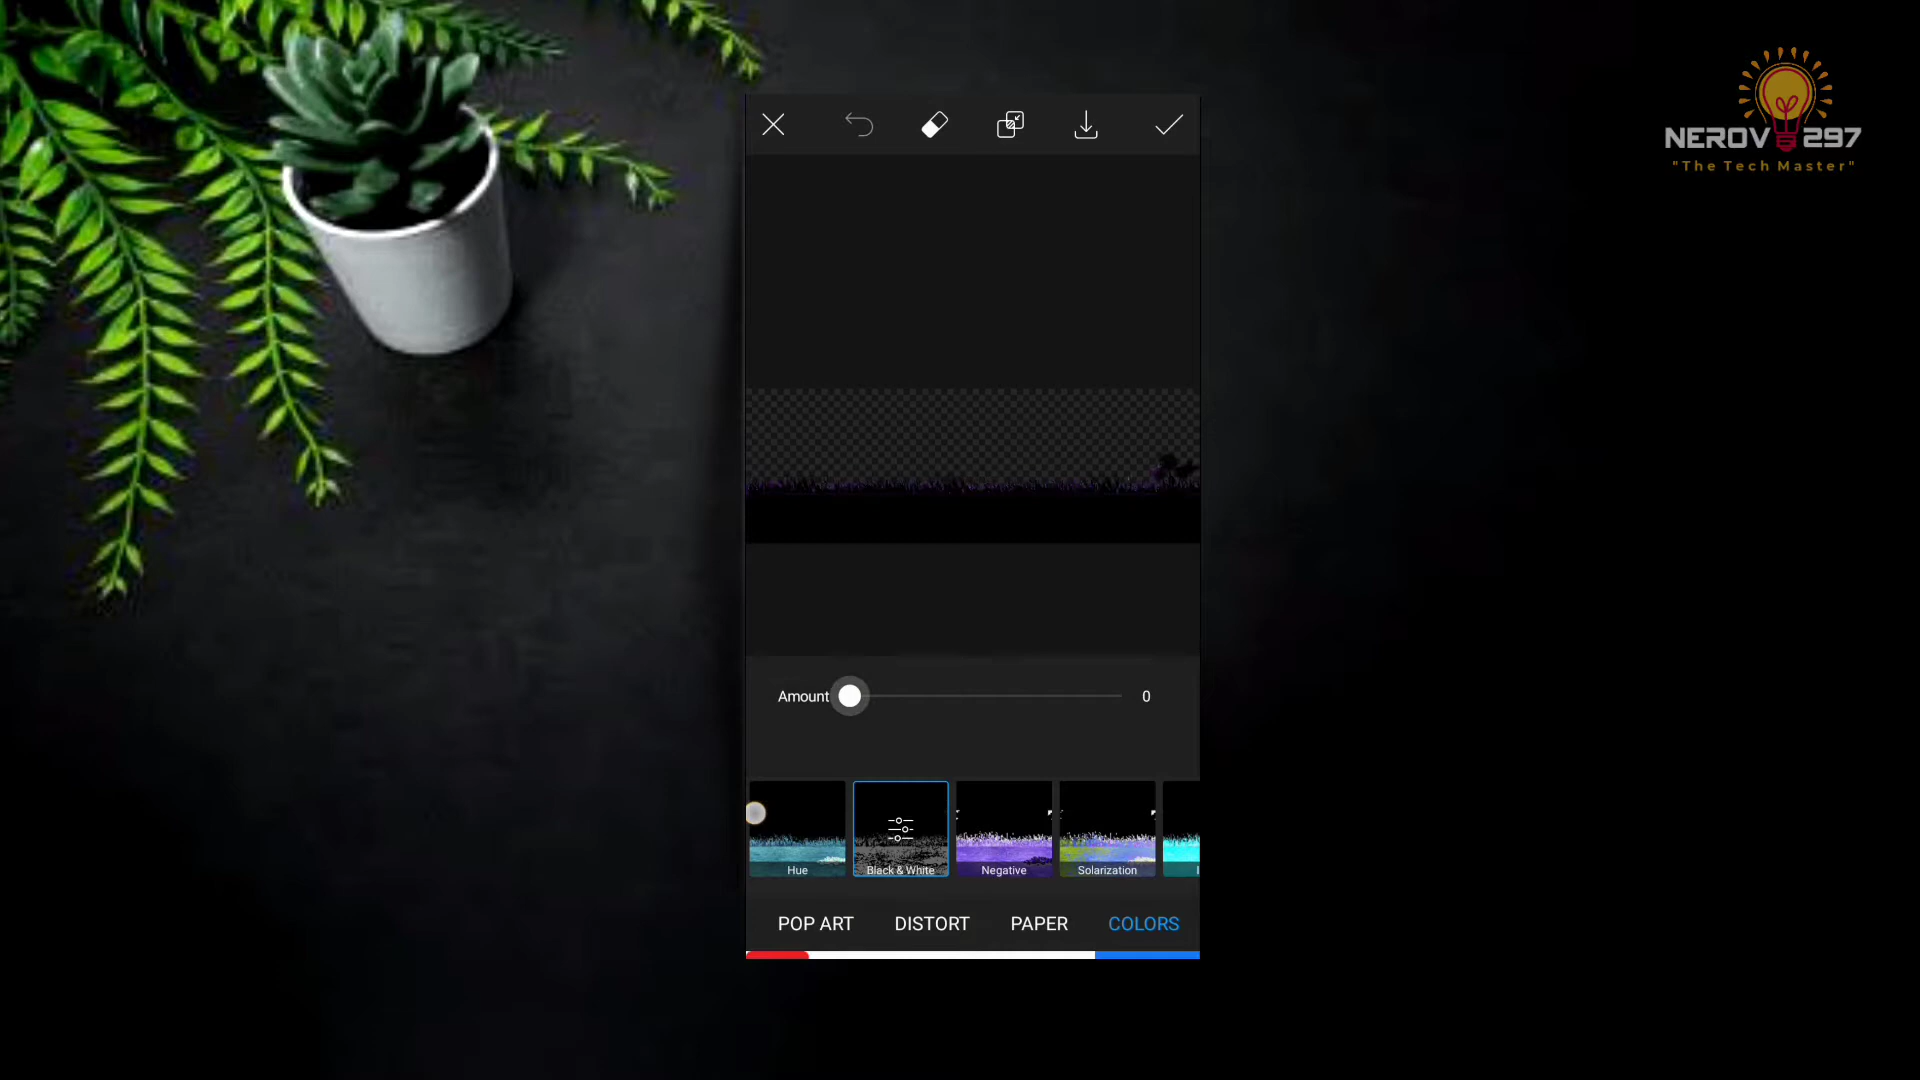 NEROV 297
"The Tech Master"
Amount 0
Hue Black & White Negative Solarization I
POP ART DISTORT PAPER COLORS